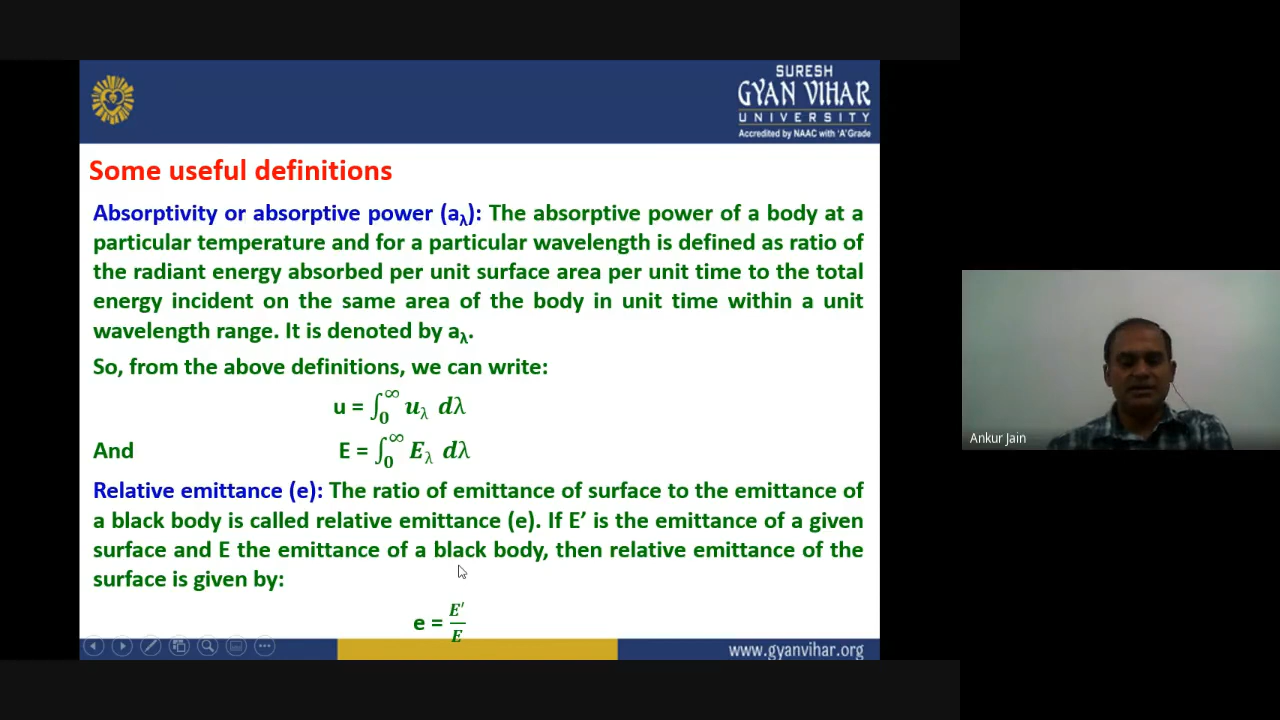 SURESH
GYAN VIHAR
UNIVERSITY
Accredited by NAAC with 'A' Grade
Some useful definitions
Absorptivity or absorptive power (aλ): The absorptive power of a body at a
particular temperature and for a particular wavelength is defined as ratio of
the radiant energy absorbed per unit surface area per unit time to the total
energy incident on the same area of the body in unit time within a unit
wavelength range. It is denoted by aλ.
So, from the above definitions, we can write:
u = ∫₀^∞ uλ dλ
And E = ∫₀^∞ Eλ dλ
Relative emittance (e): The ratio of emittance of surface to the emittance of
a black body is called relative emittance (e). If E’ is the emittance of a given
surface and E the emittance of a black body, then relative emittance of the
surface is given by:
e = E′/E
www.gyanvihar.org
Ankur Jain